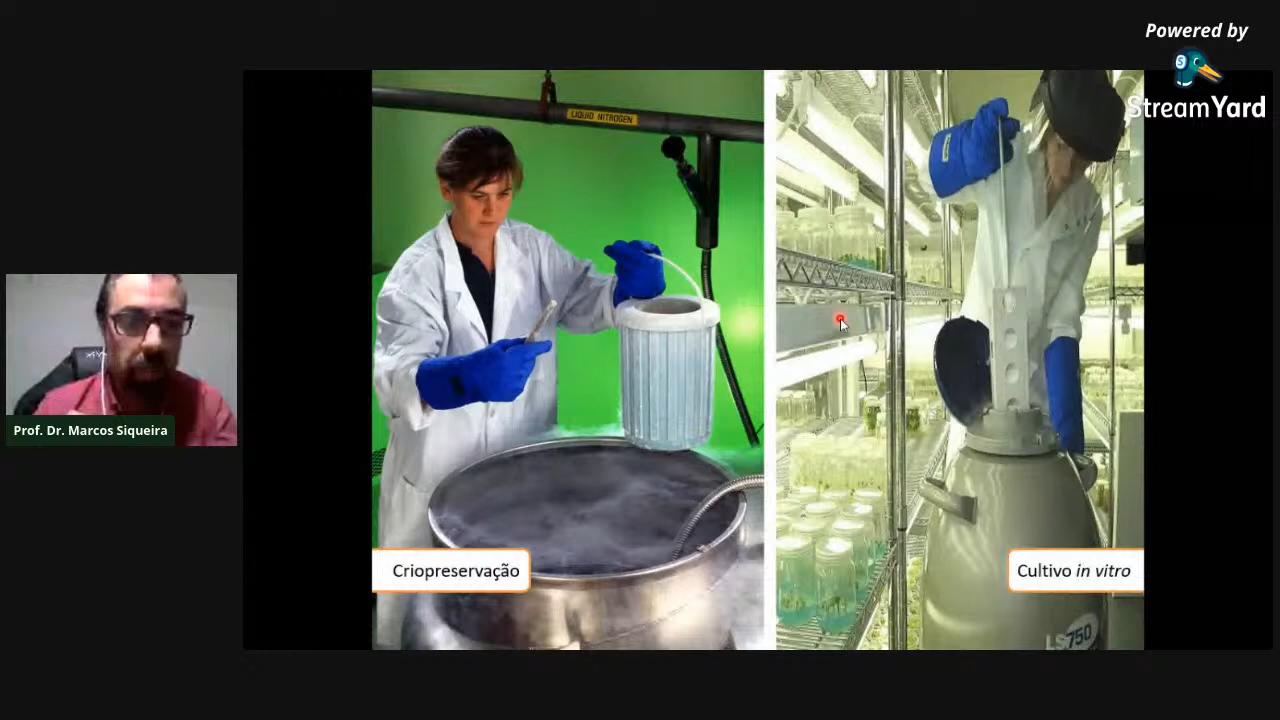 Powered by
StreamYard
LIQUID NITROGEN
Prof. Dr. Marcos Siqueira
Criopreservação
Cultivo in vitro
LS750